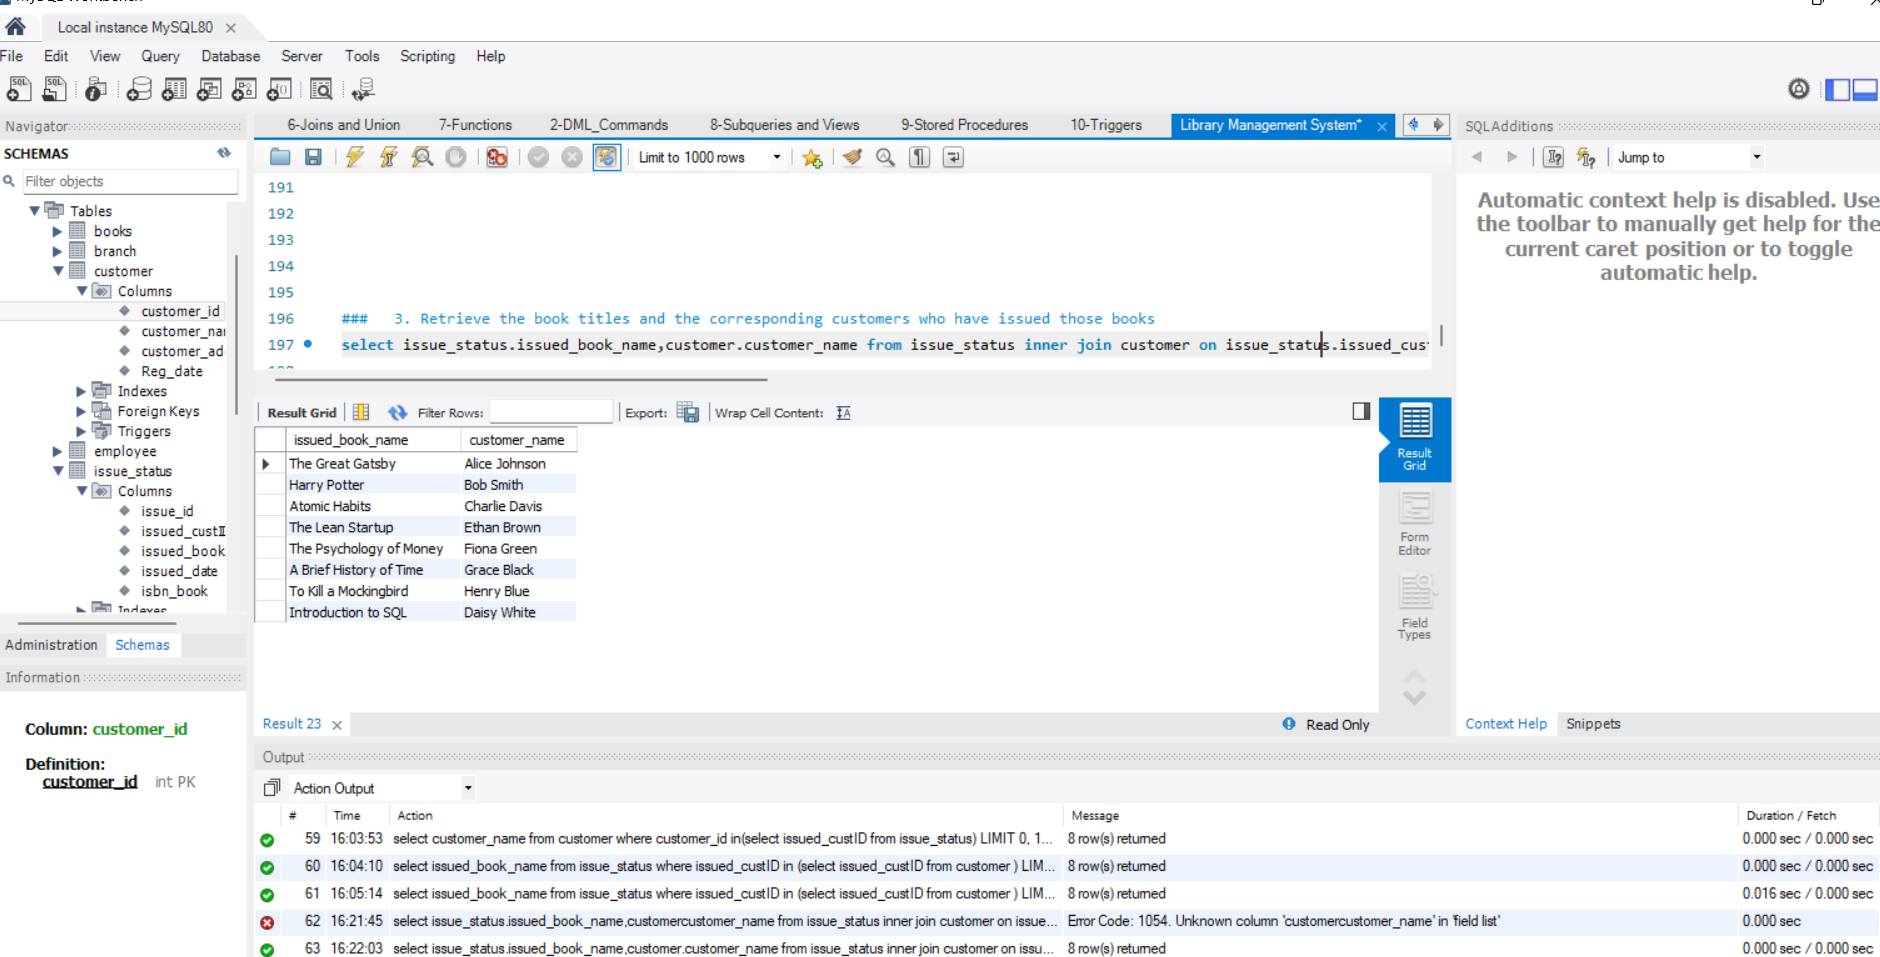 Local instance MySQL80
File Edit View Query Database Server Tools Scripting Help
Navigator
SCHEMAS
Filter objects
Tables
books
branch
customer
Columns
customer_id
customer_na
customer_ad
Reg_date
Indexes
Foreign Keys
Triggers
employee
issue_status
Columns
issue_id
issued_custI
issued_book
issued_date
isbn_book
Indexes
Administration Schemas
Information
Column: customer_id
Definition:
customer_id int PK
6-Joins and Union 7-Functions 2-DML_Commands 8-Subqueries and Views 9-Stored Procedures 10-Triggers Library Management System*
Limit to 1000 rows
191
192
193
194
195
196 ### 3. Retrieve the book titles and the corresponding customers who have issued those books
197 select issue_status.issued_book_name,customer.customer_name from issue_status inner join customer on issue_status.issued_cus
Result Grid Filter Rows: Export: Wrap Cell Content:
issued_book_name customer_name
The Great Gatsby Alice Johnson
Harry Potter Bob Smith
Atomic Habits Charlie Davis
The Lean Startup Ethan Brown
The Psychology of Money Fiona Green
A Brief History of Time Grace Black
To Kill a Mockingbird Henry Blue
Introduction to SQL Daisy White
Result
Grid
Form
Editor
Field
Types
Result 23
Read Only
SQLAdditions
Jump to
Automatic context help is disabled. Use
the toolbar to manually get help for the
current caret position or to toggle
automatic help.
Context Help Snippets
Output
Action Output
# Time Action Message Duration / Fetch
59 16:03:53 select customer_name from customer where customer_id in(select issued_custID from issue_status) LIMIT 0, 1... 8 row(s) returned 0.000 sec / 0.000 sec
60 16:04:10 select issued_book_name from issue_status where issued_custID in (select issued_custID from customer ) LIM... 8 row(s) returned 0.000 sec / 0.000 sec
61 16:05:14 select issued_book_name from issue_status where issued_custID in (select issued_custID from customer ) LIM... 8 row(s) returned 0.016 sec / 0.000 sec
62 16:21:45 select issue_status.issued_book_name,customercustomer_name from issue_status inner join customer on issue... Error Code: 1054. Unknown column 'customercustomer_name' in 'field list' 0.000 sec
63 16:22:03 select issue_status.issued_book_name,customer.customer_name from issue_status inner join customer on issu... 8 row(s) returned 0.000 sec / 0.000 sec